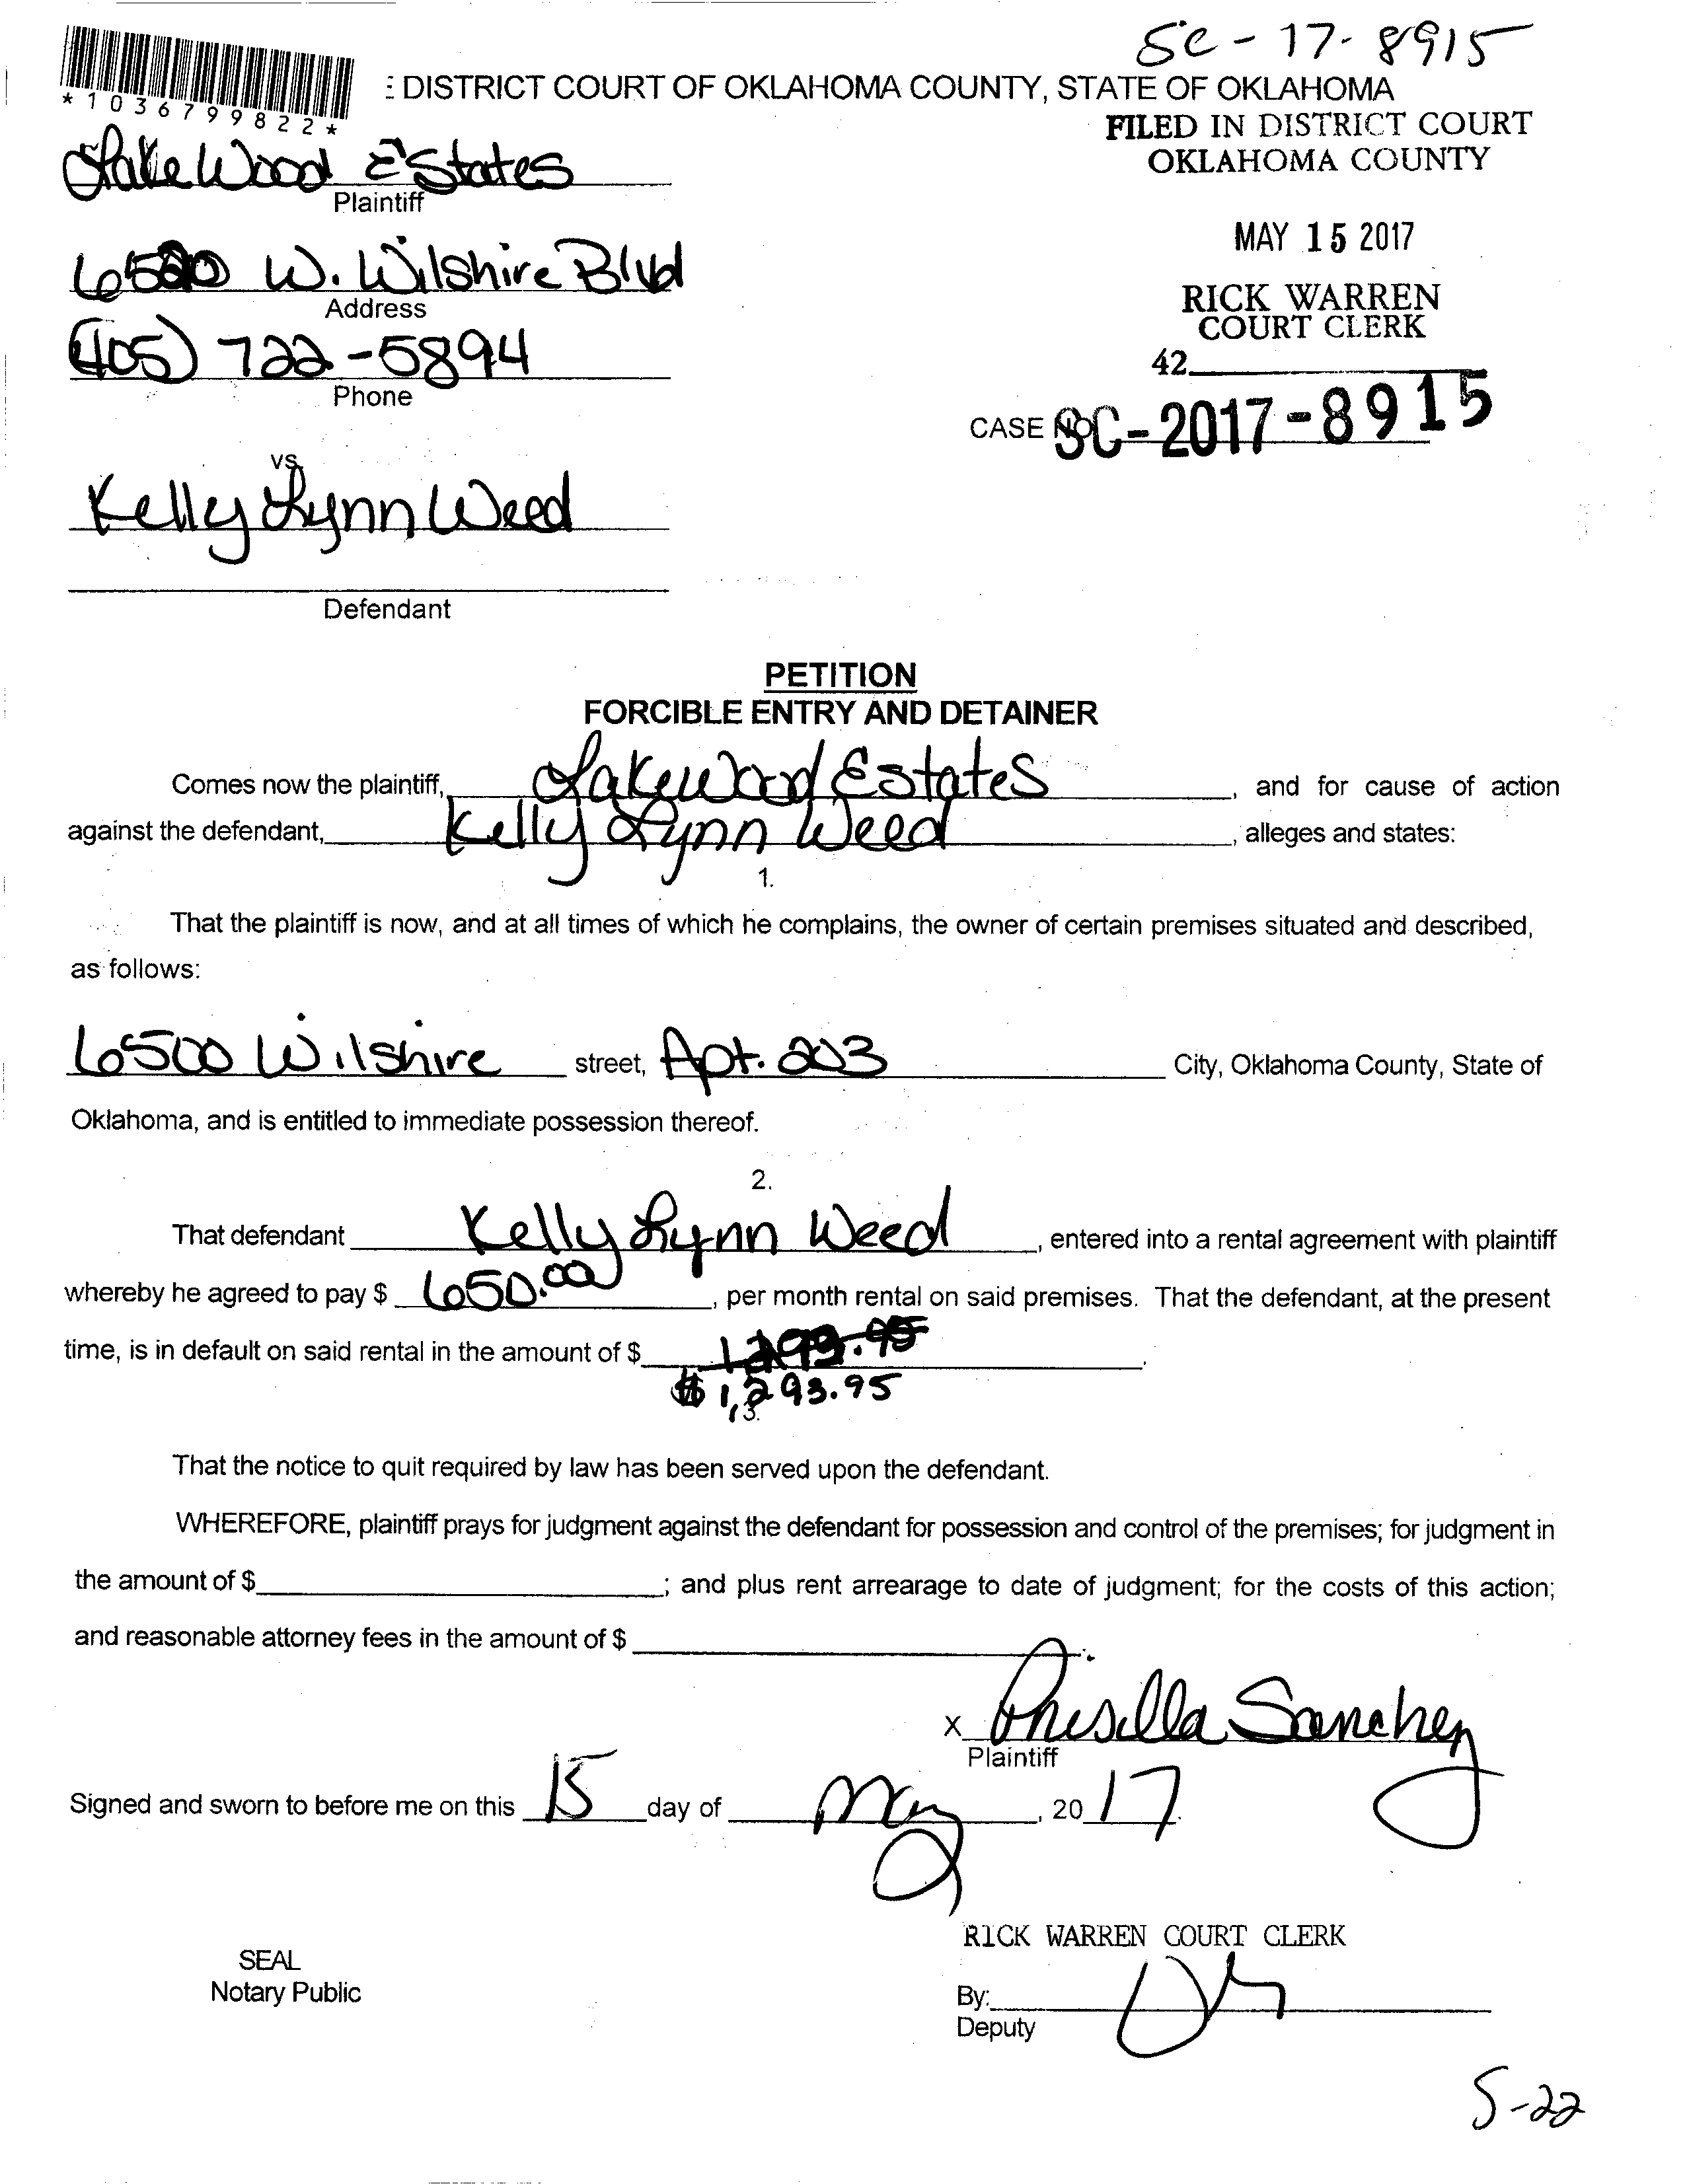 SC-17-8915
*1036799822*
: DISTRICT COURT OF OKLAHOMA COUNTY, STATE OF OKLAHOMA
FILED IN DISTRICT COURT
OKLAHOMA COUNTY
LakeWood Estates
Plaintiff
MAY 15 2017
W. Wilshire Blvd
Address
RICK WARREN
COURT CLERK
(405) 722-5894
Phone
42
CASE NO. SC-2017-8915
vs.
Kelly Lynn Weed
Defendant
PETITION
FORCIBLE ENTRY AND DETAINER
Comes now the plaintiff, Lakewood Estates, and for cause of action
against the defendant, Kelly Lynn Weed, alleges and states:
1.
That the plaintiff is now, and at all times of which he complains, the owner of certain premises situated and described,
as follows:
6500 Wilshire street, Apt. 203 City, Oklahoma County, State of
Oklahoma, and is entitled to immediate possession thereof.
2.
That defendant Kelly Lynn Weed, entered into a rental agreement with plaintiff
whereby he agreed to pay $ 650.00, per month rental on said premises. That the defendant, at the present
time, is in default on said rental in the amount of $ .
$1,293.95
3.
That the notice to quit required by law has been served upon the defendant.
WHEREFORE, plaintiff prays for judgment against the defendant for possession and control of the premises; for judgment in
the amount of $ ; and plus rent arrearage to date of judgment; for the costs of this action;
and reasonable attorney fees in the amount of $ .
X Prisilla Sanchez
Plaintiff
Signed and sworn to before me on this 15 day of May, 2017.
RICK WARREN COURT CLERK
SEAL
Notary Public
By:
Deputy
5-22